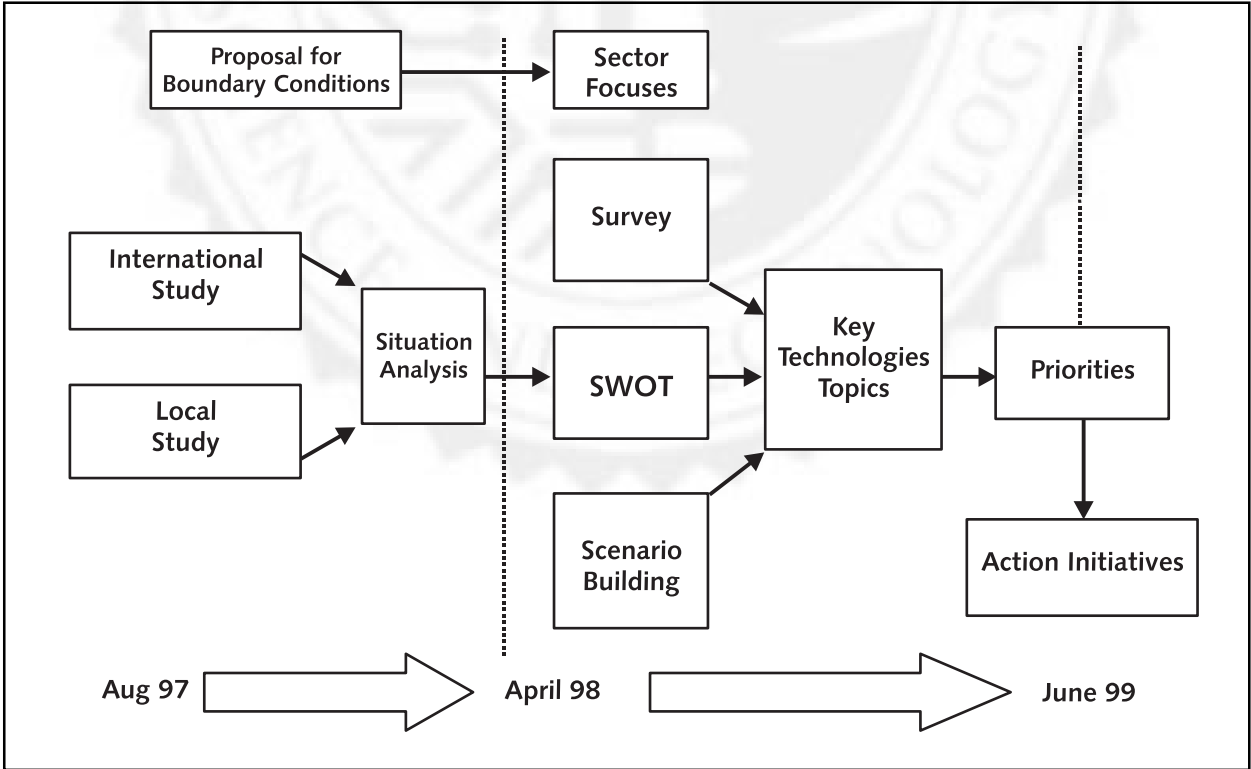 Proposal for
Boundary Conditions
Sector
Focuses
Survey
International
Study
Situation
Analysis
Local
Study
SWOT
Key
Technologies
Topics
Priorities
Scenario
Building
Action Initiatives
Aug 97
April 98
June 99